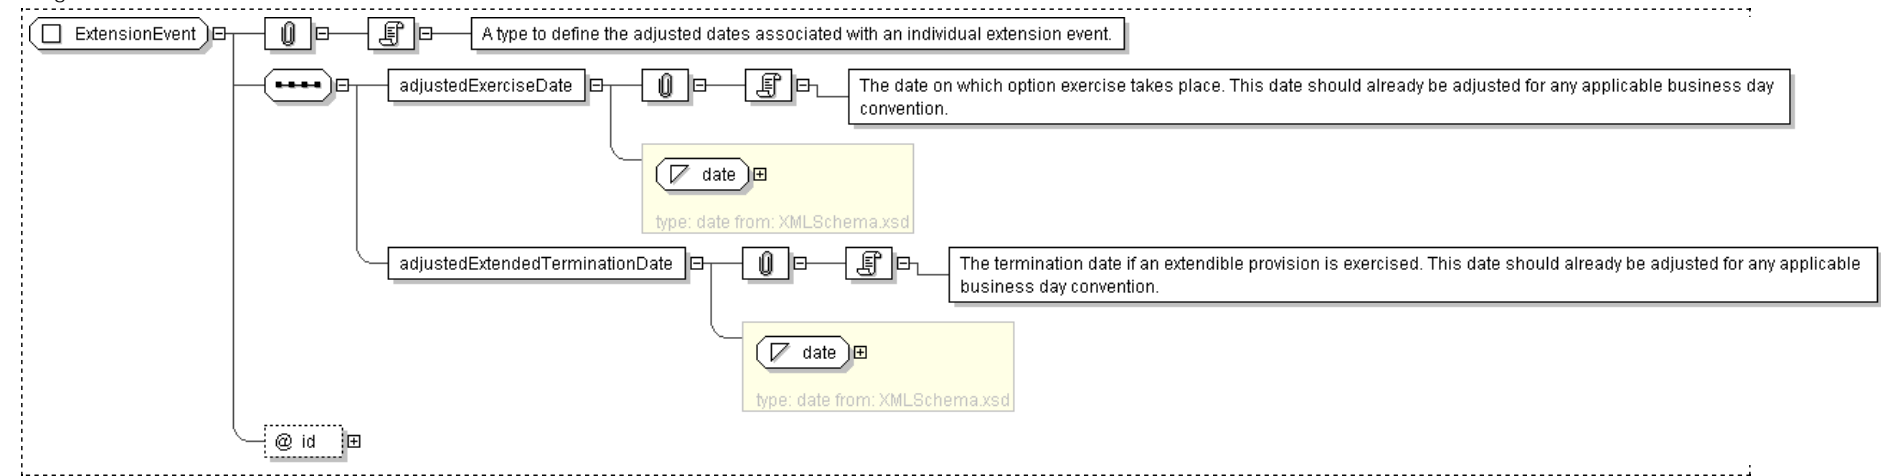 ExtensionEvent
A type to define the adjusted dates associated with an individual extension event.
adjustedExerciseDate
The date on which option exercise takes place. This date should already be adjusted for any applicable business day
convention.
date
type: date from: XMLSchema.xsd
adjustedExtendedTerminationDate
The termination date if an extendible provision is exercised. This date should already be adjusted for any applicable
business day convention.
date
type: date from: XMLSchema.xsd
@ id